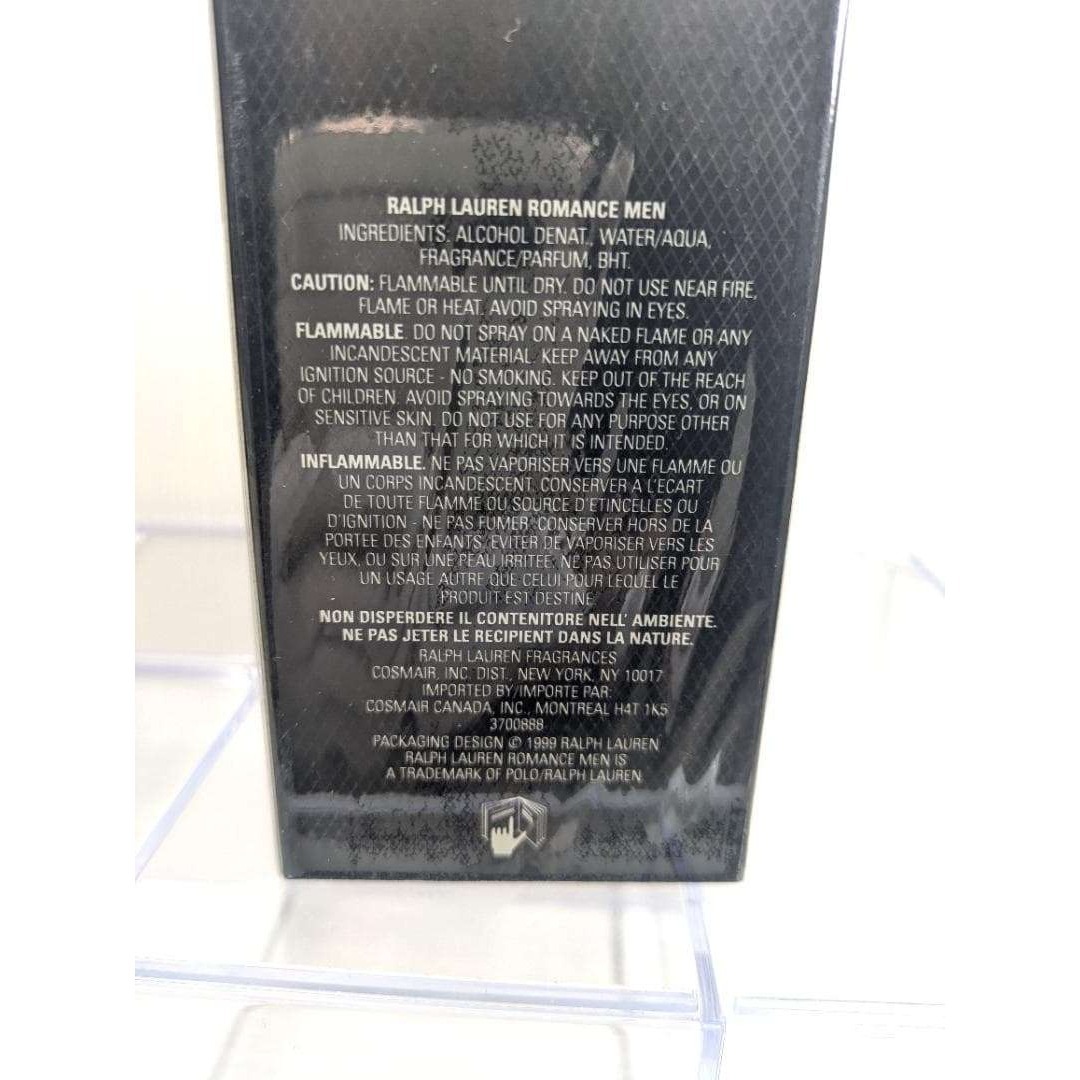 RALPH LAUREN ROMANCE MEN
INGREDIENTS: ALCOHOL DENAT., WATER/AQUA,
FRAGRANCE/PARFUM, BHT.
CAUTION: FLAMMABLE UNTIL DRY. DO NOT USE NEAR FIRE,
FLAME OR HEAT. AVOID SPRAYING IN EYES.
FLAMMABLE. DO NOT SPRAY ON A NAKED FLAME OR ANY
INCANDESCENT MATERIAL. KEEP AWAY FROM ANY
IGNITION SOURCE - NO SMOKING. KEEP OUT OF THE REACH
OF CHILDREN. AVOID SPRAYING TOWARDS THE EYES, OR ON
SENSITIVE SKIN. DO NOT USE FOR ANY PURPOSE OTHER
THAN THAT FOR WHICH IT IS INTENDED.
INFLAMMABLE. NE PAS VAPORISER VERS UNE FLAMME OU
UN CORPS INCANDESCENT. CONSERVER A L'ECART
DE TOUTE FLAMME OU SOURCE D'ETINCELLES OU
D'IGNITION - NE PAS FUMER. CONSERVER HORS DE LA
PORTEE DES ENFANTS. EVITER DE VAPORISER VERS LES
YEUX, OU SUR UNE PEAU IRRITEE. NE PAS UTILISER POUR
UN USAGE AUTRE QUE CELUI POUR LEQUEL LE
PRODUIT EST DESTINE.
NON DISPERDERE IL CONTENITORE NELL' AMBIENTE.
NE PAS JETER LE RECIPIENT DANS LA NATURE.
RALPH LAUREN FRAGRANCES
COSMAIR, INC. DIST., NEW YORK, NY 10017
IMPORTED BY/IMPORTE PAR:
COSMAIR CANADA, INC., MONTREAL H4T 1K5
3700888
PACKAGING DESIGN © 1999 RALPH LAUREN
RALPH LAUREN ROMANCE MEN IS
A TRADEMARK OF POLO/RALPH LAUREN